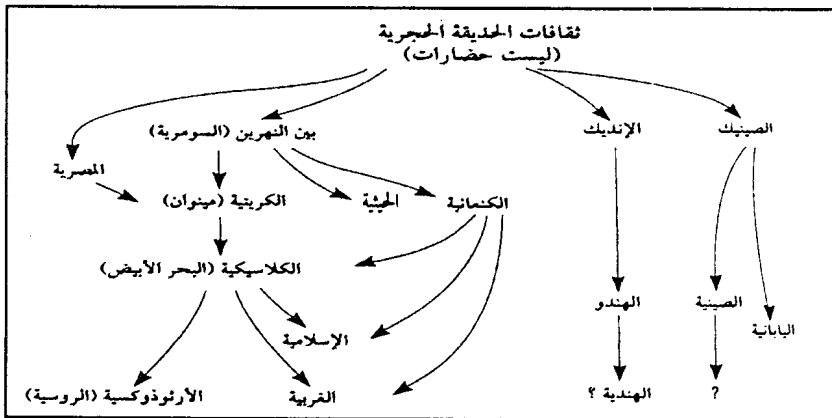 ثقافات الحديقة الحجرية
(ليست حضارات)
الصينيك
الإنديك
بين النهرين (السومرية)
المصرية
الكنعانية
الحيثية
الكريتية (مينوان)
الكلاسيكية (البحر الأبيض)
الهندو
الصينية
اليابانية
الإسلامية
?
الهندية ؟
الغربية
الأرثوذوكسية (الروسية)